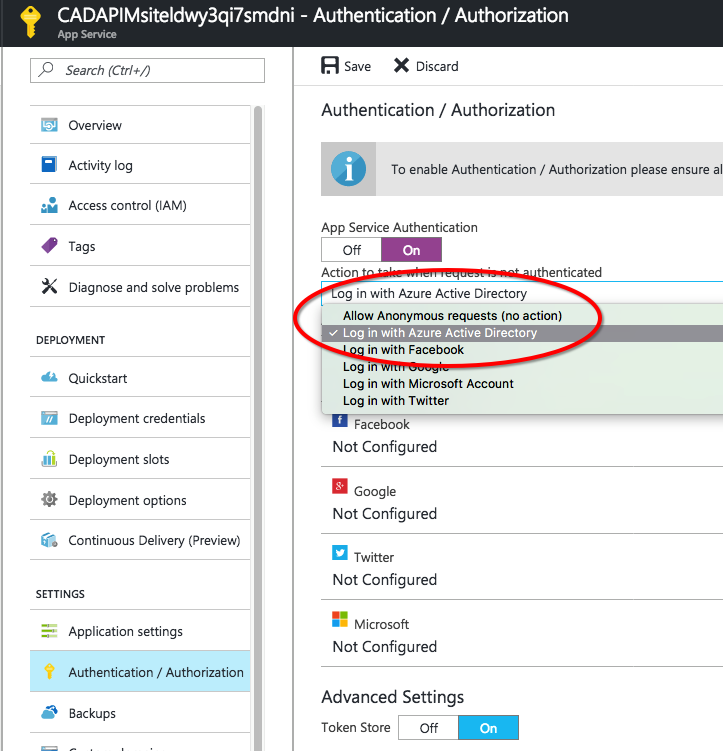 CADAPIMsiteldwy3qi7smdni - Authentication / Authorization
App Service
Search (Ctrl+/)
Overview
Activity log
Access control (IAM)
Tags
Diagnose and solve problems
DEPLOYMENT
Quickstart
Deployment credentials
Deployment slots
Deployment options
Continuous Delivery (Preview)
SETTINGS
Application settings
Authentication / Authorization
Backups
Save Discard
Authentication / Authorization
To enable Authentication / Authorization please ensure al
App Service Authentication
Off On
Action to take when request is not authenticated
Log in with Azure Active Directory
Allow Anonymous requests (no action)
Log in with Azure Active Directory
Log in with Facebook
Log in with Google
Log in with Microsoft Account
Log in with Twitter
Facebook
Not Configured
Google
Not Configured
Twitter
Not Configured
Microsoft
Not Configured
Advanced Settings
Token Store Off On